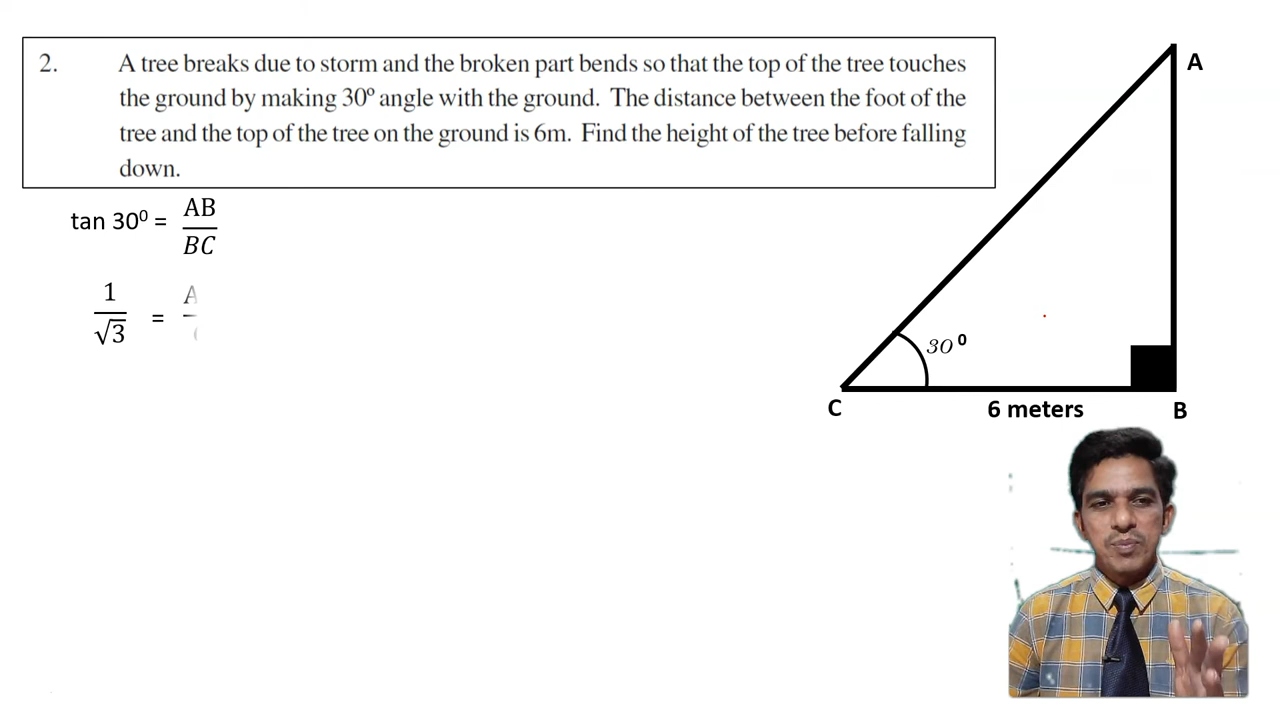 2. A tree breaks due to storm and the broken part bends so that the top of the tree touches
the ground by making 30º angle with the ground. The distance between the foot of the
tree and the top of the tree on the ground is 6m. Find the height of the tree before falling
down.
tan 30⁰ = AB/BC
1/√3 = A
A
30⁰
C
6 meters
B